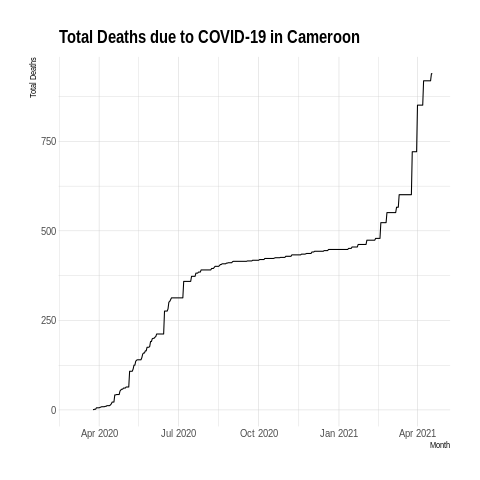 Total Deaths due to COVID-19 in Cameroon
Total Deaths
750
500
250
0
Apr 2020 Jul 2020 Oct 2020 Jan 2021 Apr 2021
Month